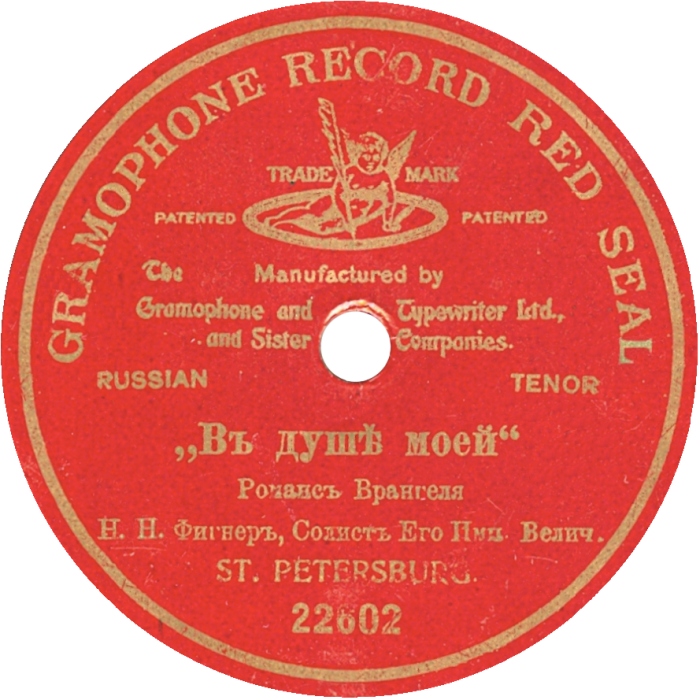 GRAMOPHONE RECORD RED SEAL
TRADE MARK
PATENTED PATENTED
The Manufactured by
Gramophone and Typewriter Ltd.,
and Sister Companies.
RUSSIAN TENOR
„Въ душѣ моей“
Романсъ Врангеля
Н. Н. Фигнеръ, Солистъ Его Имп. Велич.
ST. PETERSBURG.
22602